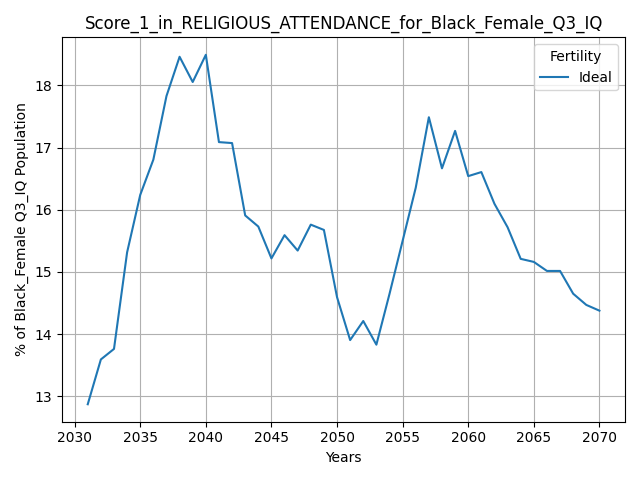 Score_1_in_RELIGIOUS_ATTENDANCE_for_Black_Female_Q3_IQ
Fertility
Ideal
% of Black_Female Q3_IQ Population
18
17
16
15
14
13
2030 2035 2040 2045 2050 2055 2060 2065 2070
Years